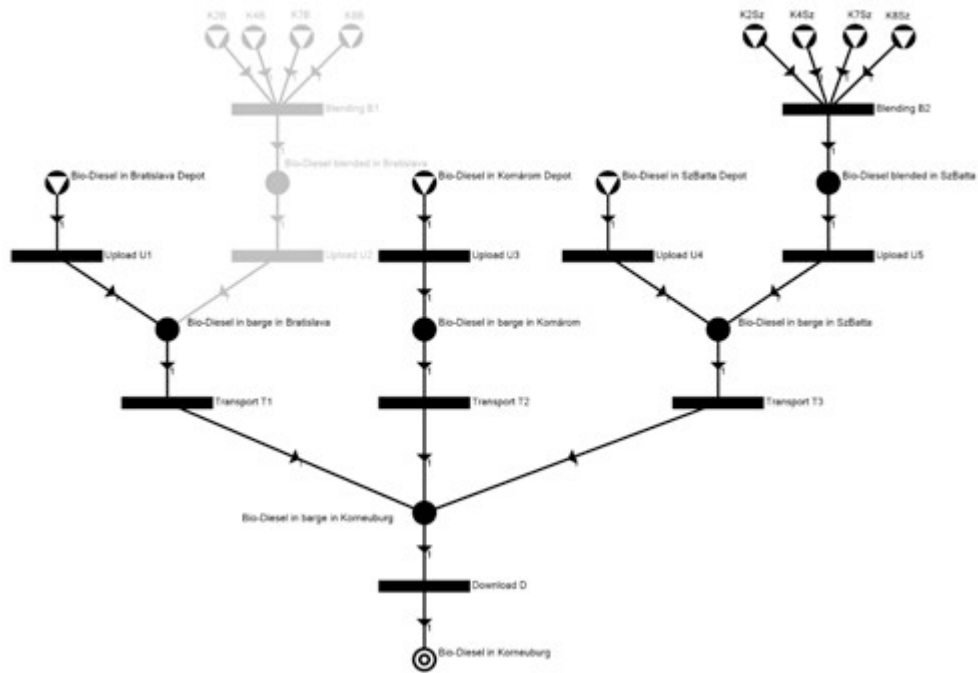 K2B K4B K7B K8B
K2Sz K4Sz K7Sz K8Sz
Blending B1
Blending B2
Bio-Diesel blended in Bratislava
Bio-Diesel in Bratislava Depot
Bio-Diesel in Komárom Depot
Bio-Diesel in SzBatta Depot
Bio-Diesel blended in SzBatta
Upload U1
Upload U2
Upload U3
Upload U4
Upload U5
Bio-Diesel in barge in Bratislava
Bio-Diesel in barge in Komárom
Bio-Diesel in barge in SzBatta
Transport T1
Transport T2
Transport T3
Bio-Diesel in barge in Korneuburg
Download D
Bio-Diesel in Korneuburg